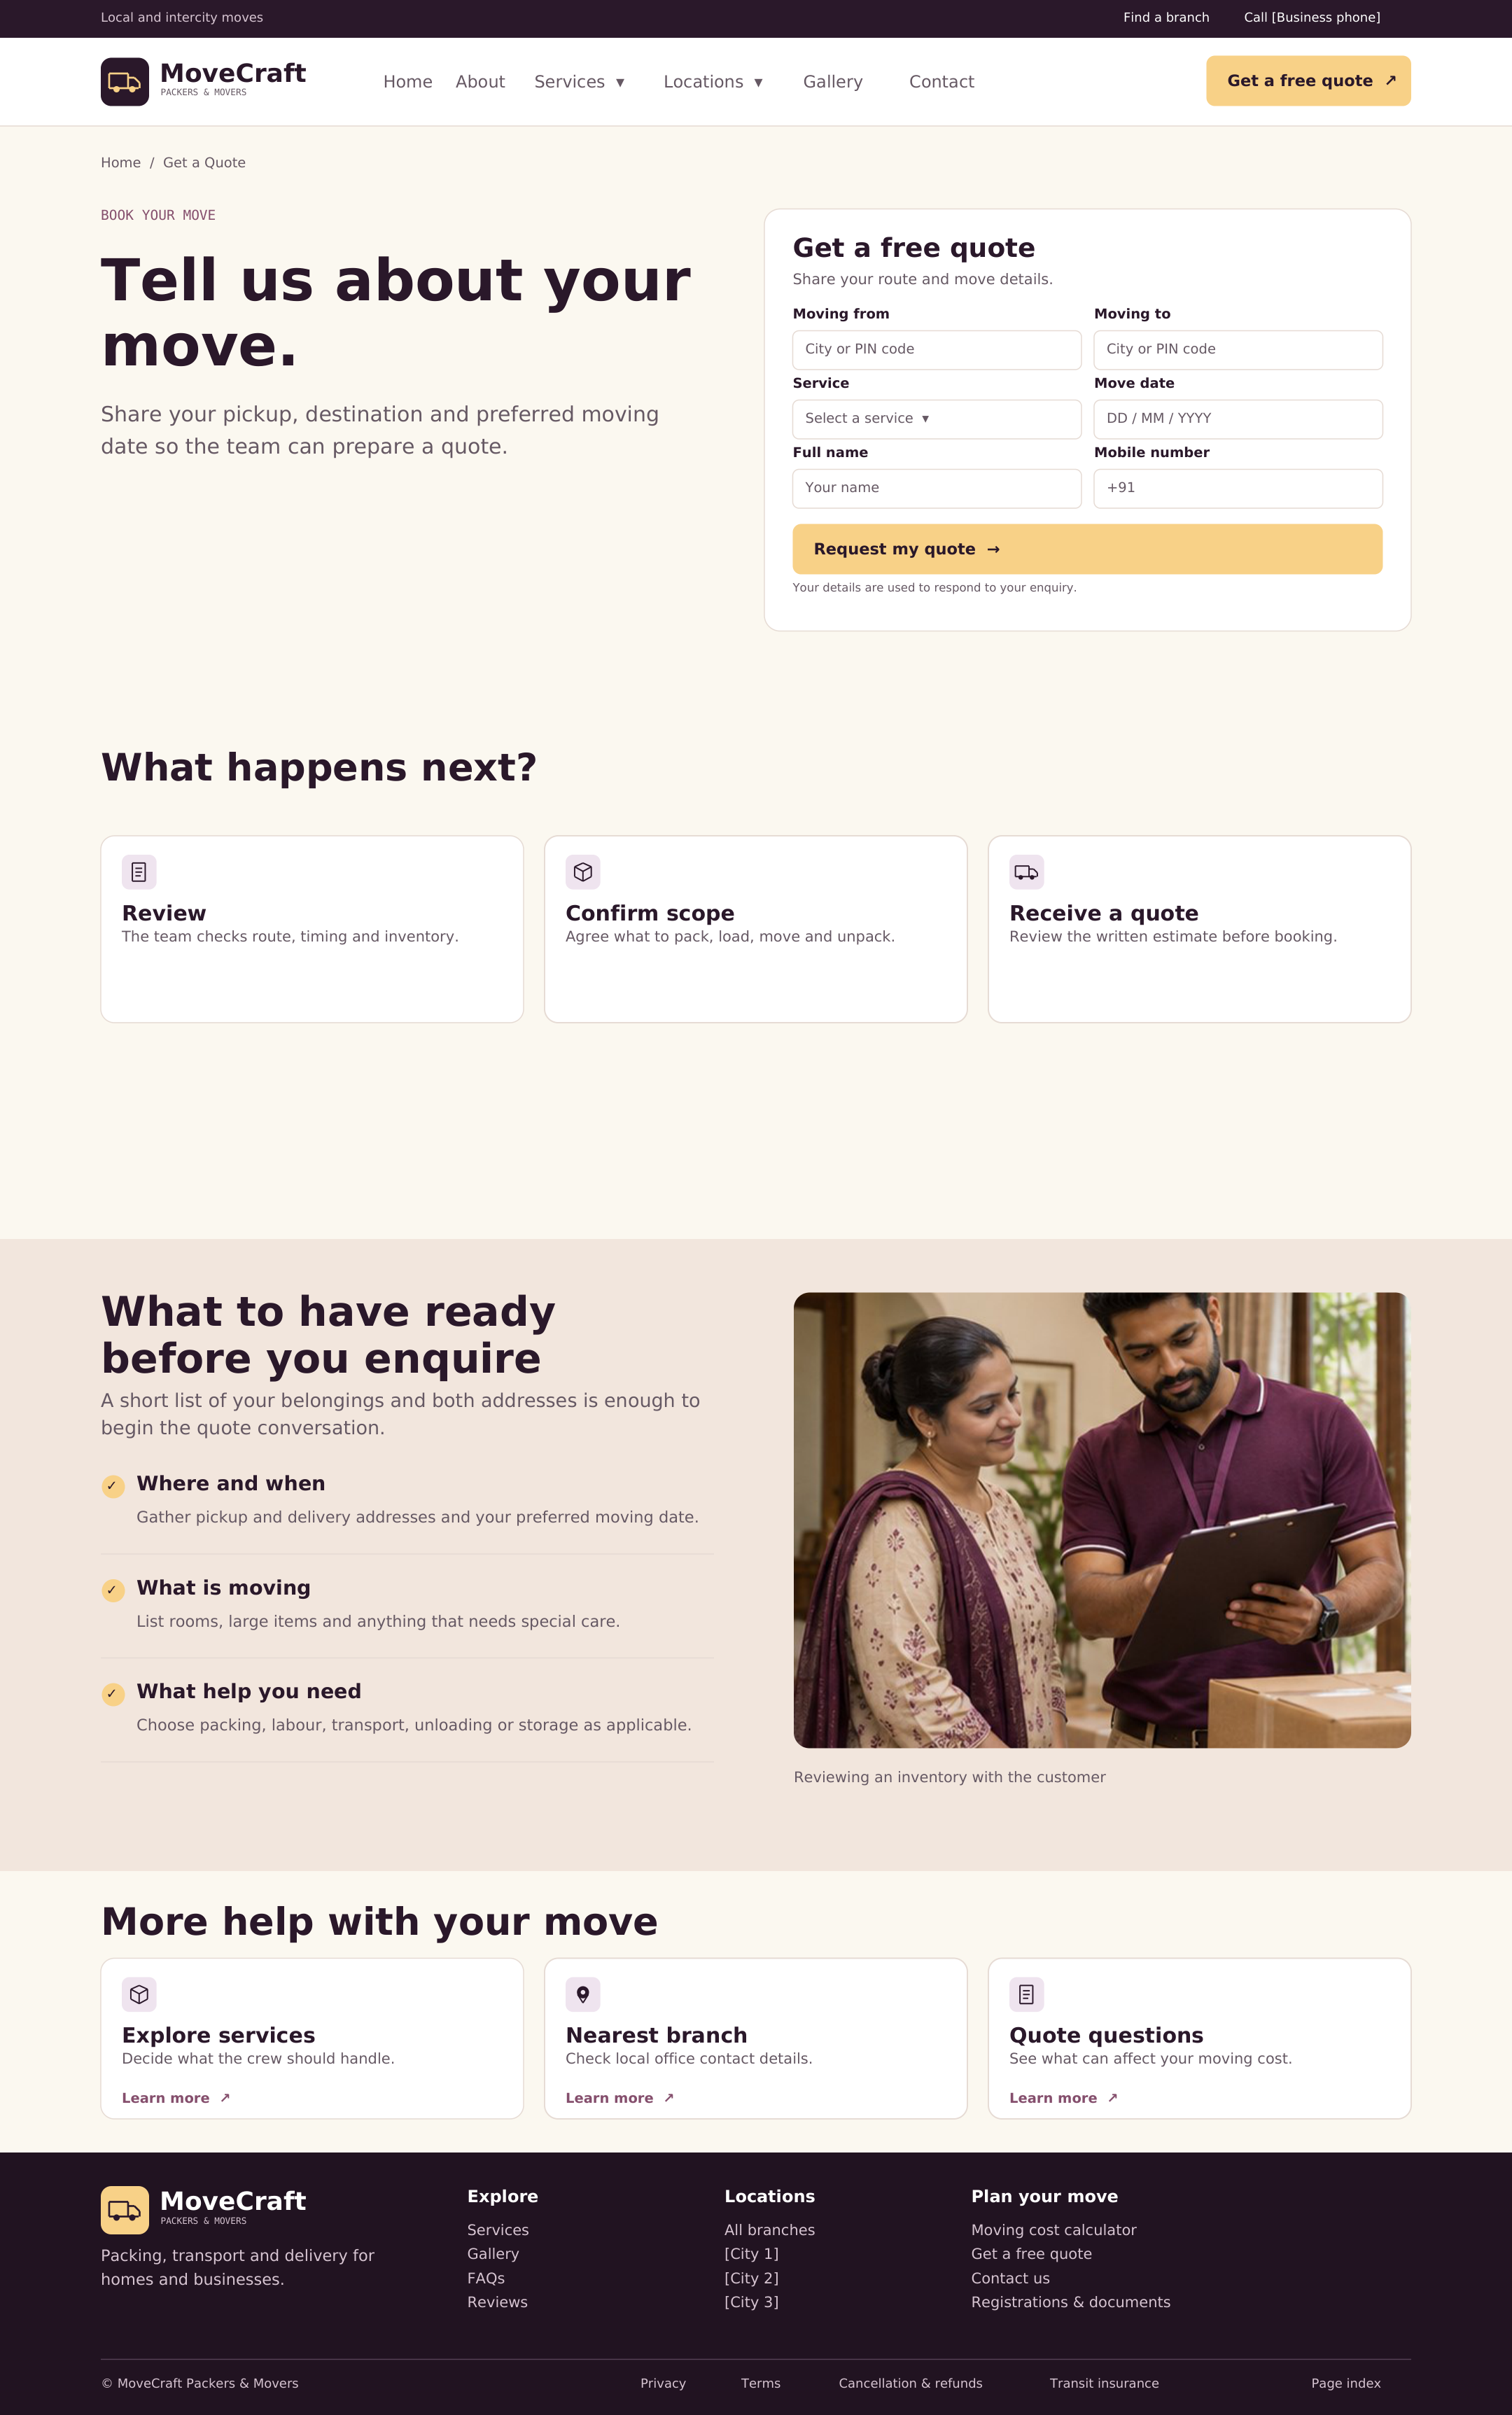 Local and intercity moves
Find a branch
Call [Business phone]
MoveCraft
PACKERS & MOVERS
Home
About
Services ▾
Locations ▾
Gallery
Contact
Get a free quote ↗
Home / Get a Quote
BOOK YOUR MOVE
Tell us about your
move.
Share your pickup, destination and preferred moving
date so the team can prepare a quote.
Get a free quote
Share your route and move details.
Moving from
Moving to
City or PIN code
City or PIN code
Service
Move date
Select a service ▾
DD / MM / YYYY
Full name
Mobile number
Your name
+91
Request my quote →
Your details are used to respond to your enquiry.
What happens next?
Review
The team checks route, timing and inventory.
Confirm scope
Agree what to pack, load, move and unpack.
Receive a quote
Review the written estimate before booking.
What to have ready
before you enquire
A short list of your belongings and both addresses is enough to
begin the quote conversation.
✓ Where and when
Gather pickup and delivery addresses and your preferred moving date.
✓ What is moving
List rooms, large items and anything that needs special care.
✓ What help you need
Choose packing, labour, transport, unloading or storage as applicable.
Reviewing an inventory with the customer
More help with your move
Explore services
Decide what the crew should handle.
Learn more ↗
Nearest branch
Check local office contact details.
Learn more ↗
Quote questions
See what can affect your moving cost.
Learn more ↗
MoveCraft
PACKERS & MOVERS
Packing, transport and delivery for
homes and businesses.
Explore
Services
Gallery
FAQs
Reviews
Locations
All branches
[City 1]
[City 2]
[City 3]
Plan your move
Moving cost calculator
Get a free quote
Contact us
Registrations & documents
© MoveCraft Packers & Movers
Privacy
Terms
Cancellation & refunds
Transit insurance
Page index